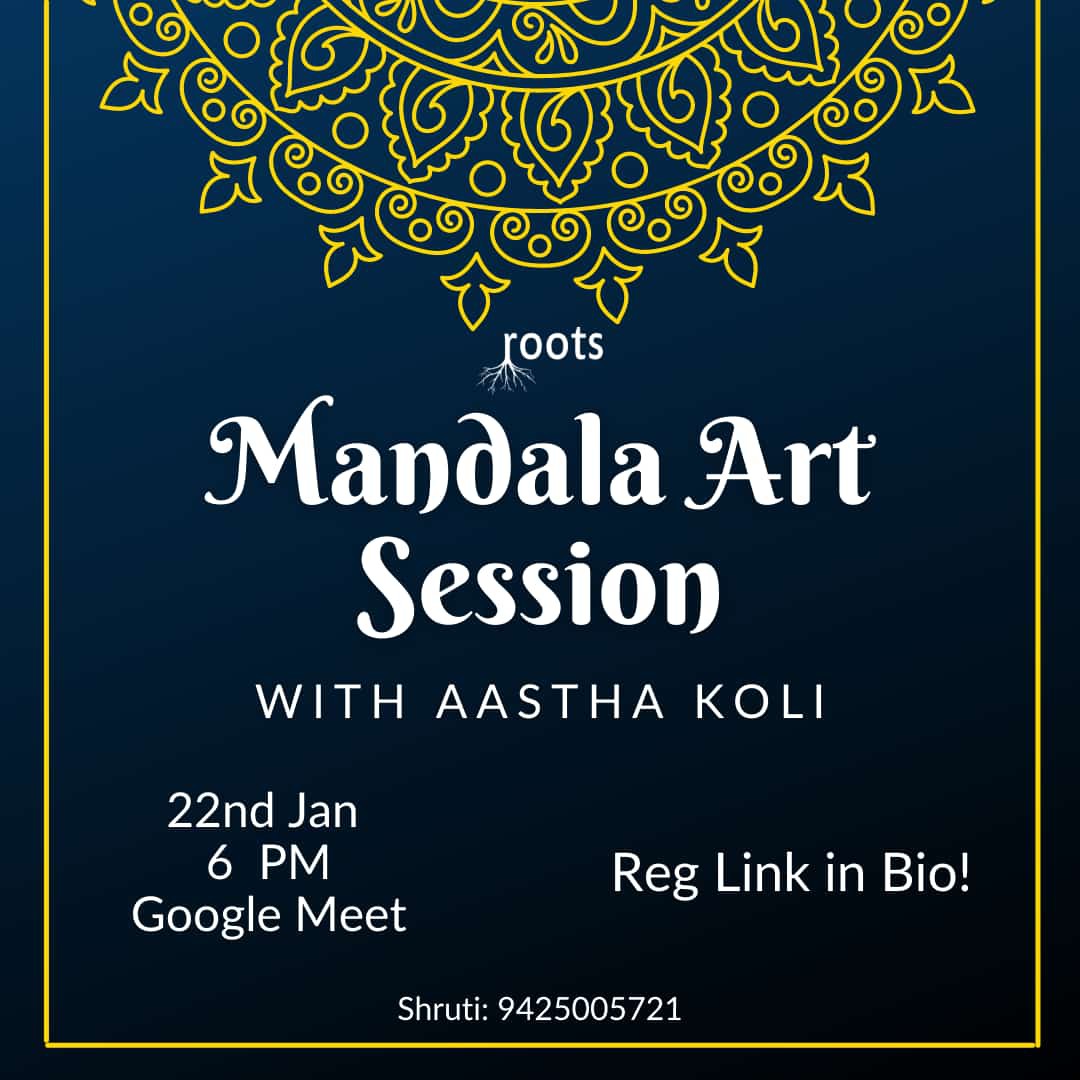 roots
Mandala Art
Session
WITH AASTHA KOLI
22nd Jan
6 PM
Google Meet
Reg Link in Bio!
Shruti: 9425005721